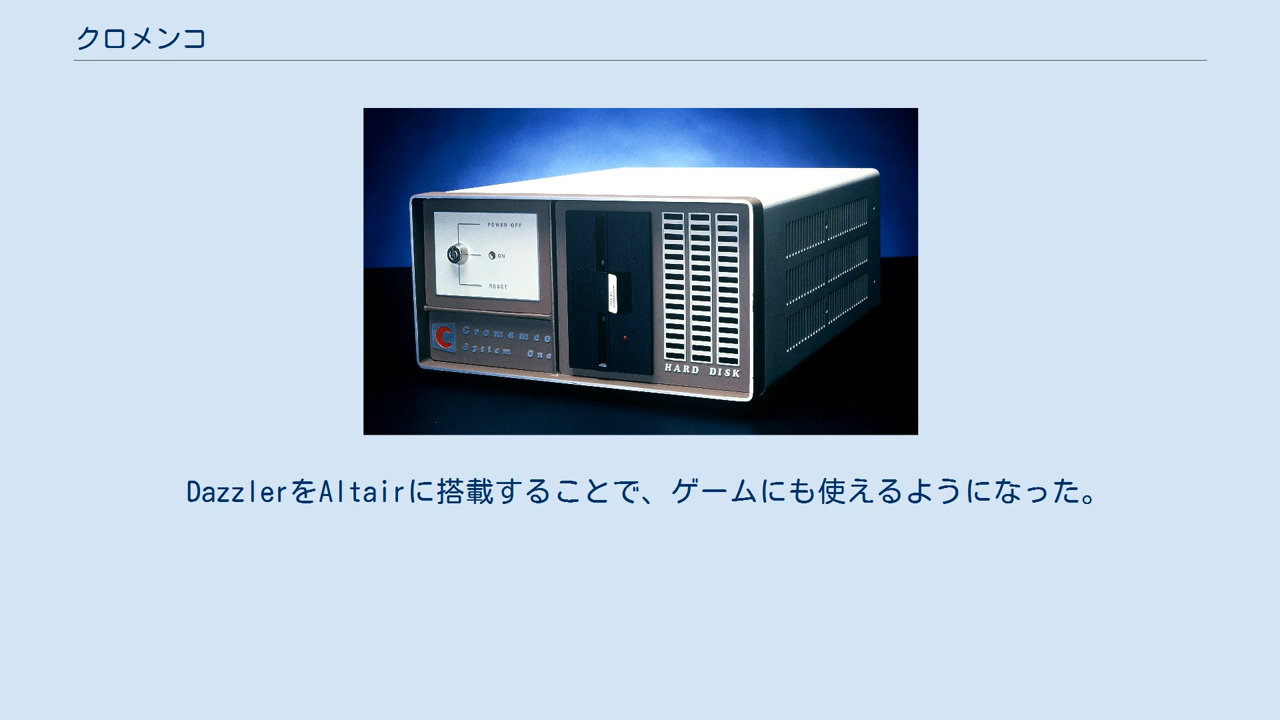 クロメンコ
POWER OFF
ON
RESET
Cromemco
System One
HARD DISK
DazzlerをAltairに搭載することで、ゲームにも使えるようになった。